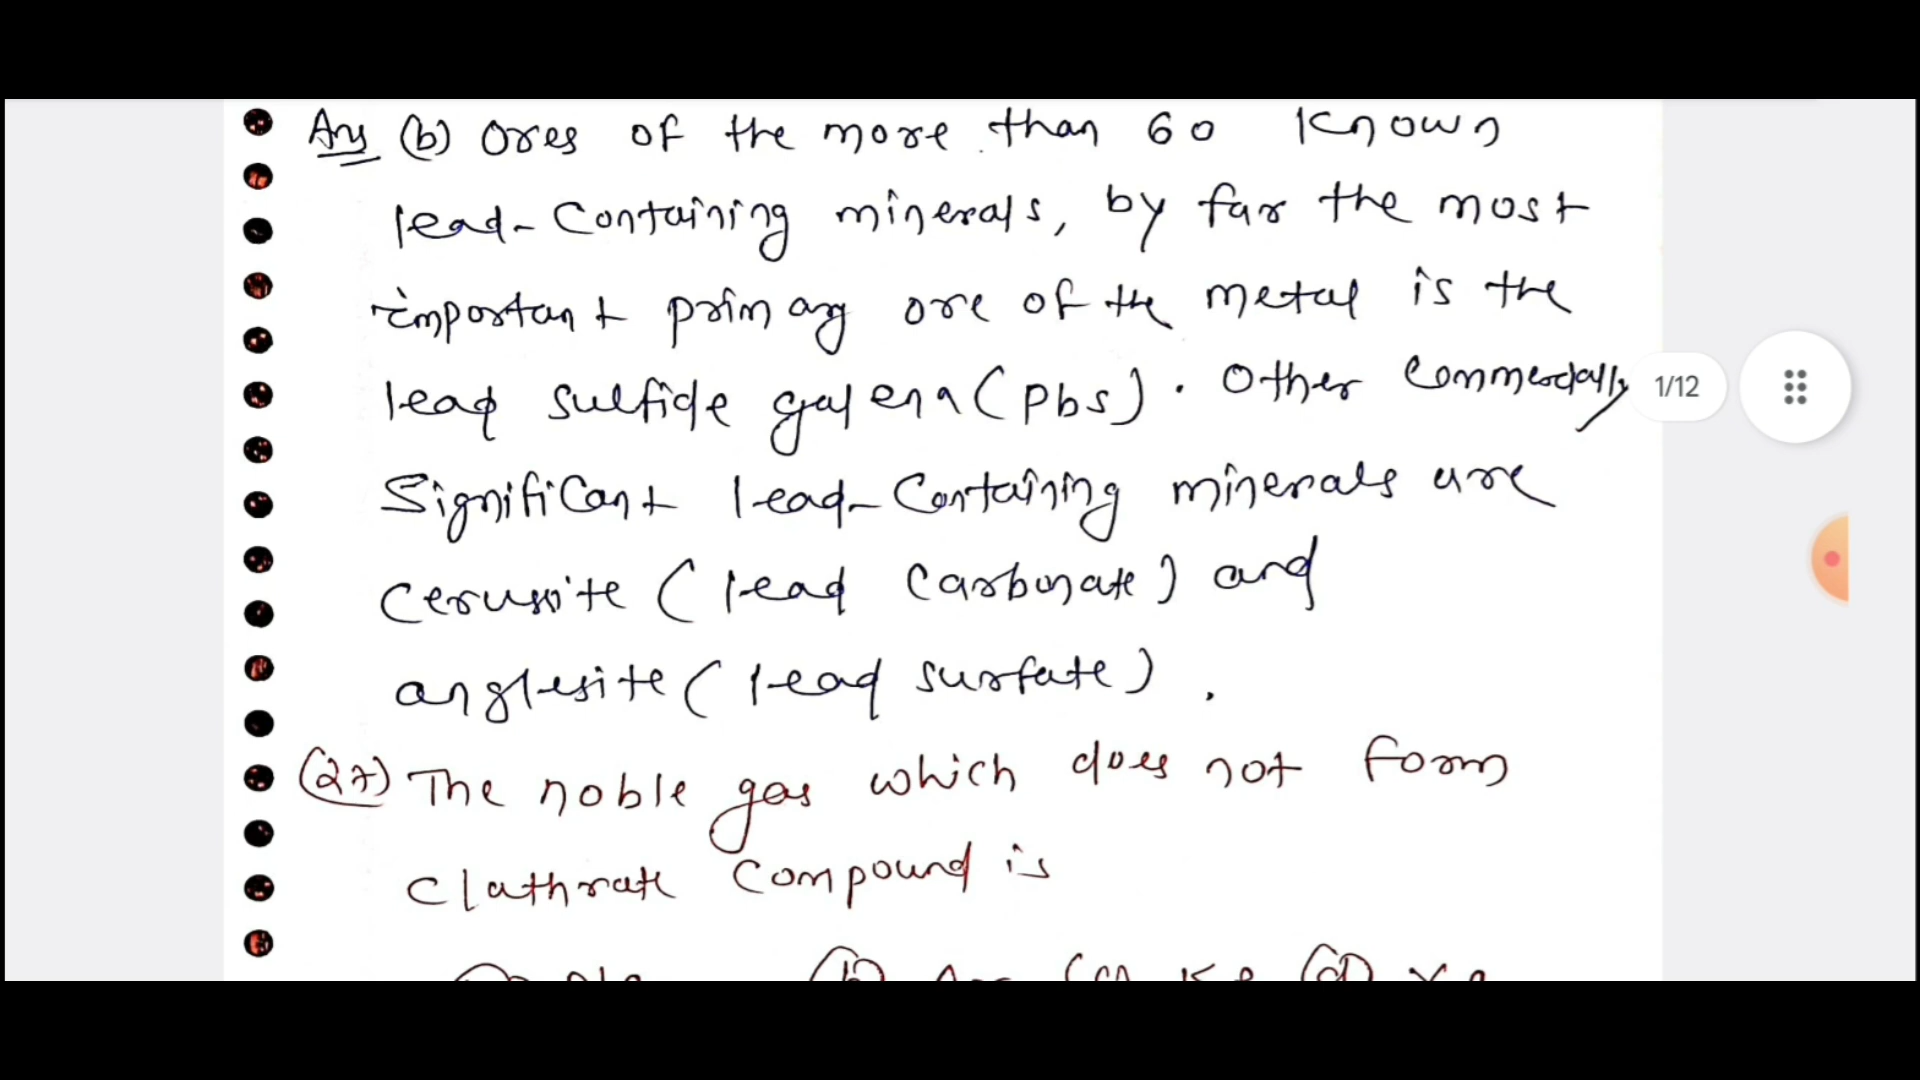 Ans (b) Ores of the more than 60 known
lead-containing minerals, by far the most
important primary ore of the metal is the
lead sulfide galena (Pbs). Other commercially
1/12
significant lead-containing minerals are
cerussite (lead carbonate) and
anglesite (lead surfate).
(27) The noble gas which does not form
clathrate compound is